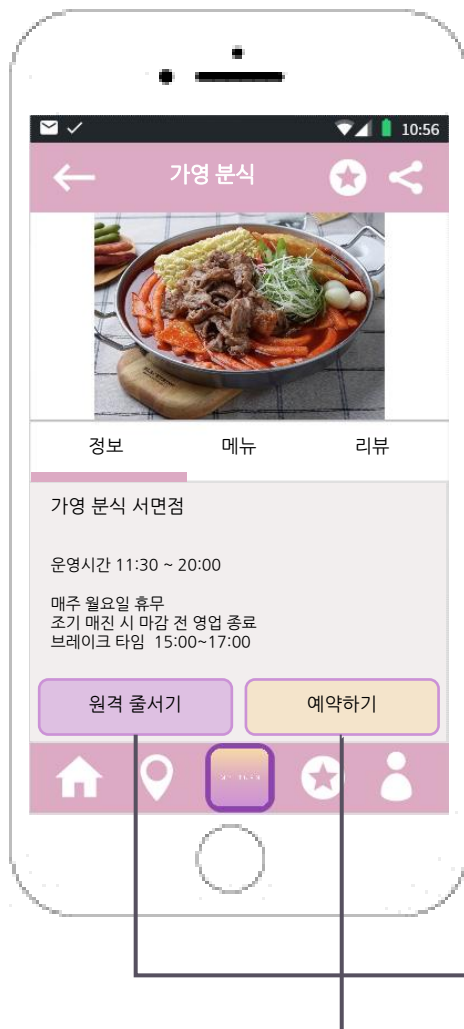 10:56
가영 분식
정보 메뉴 리뷰
가영 분식 서면점
운영시간 11:30 ~ 20:00
매주 월요일 휴무
조기 매진 시 마감 전 영업 종료
브레이크 타임 15:00~17:00
원격 줄서기 예약하기